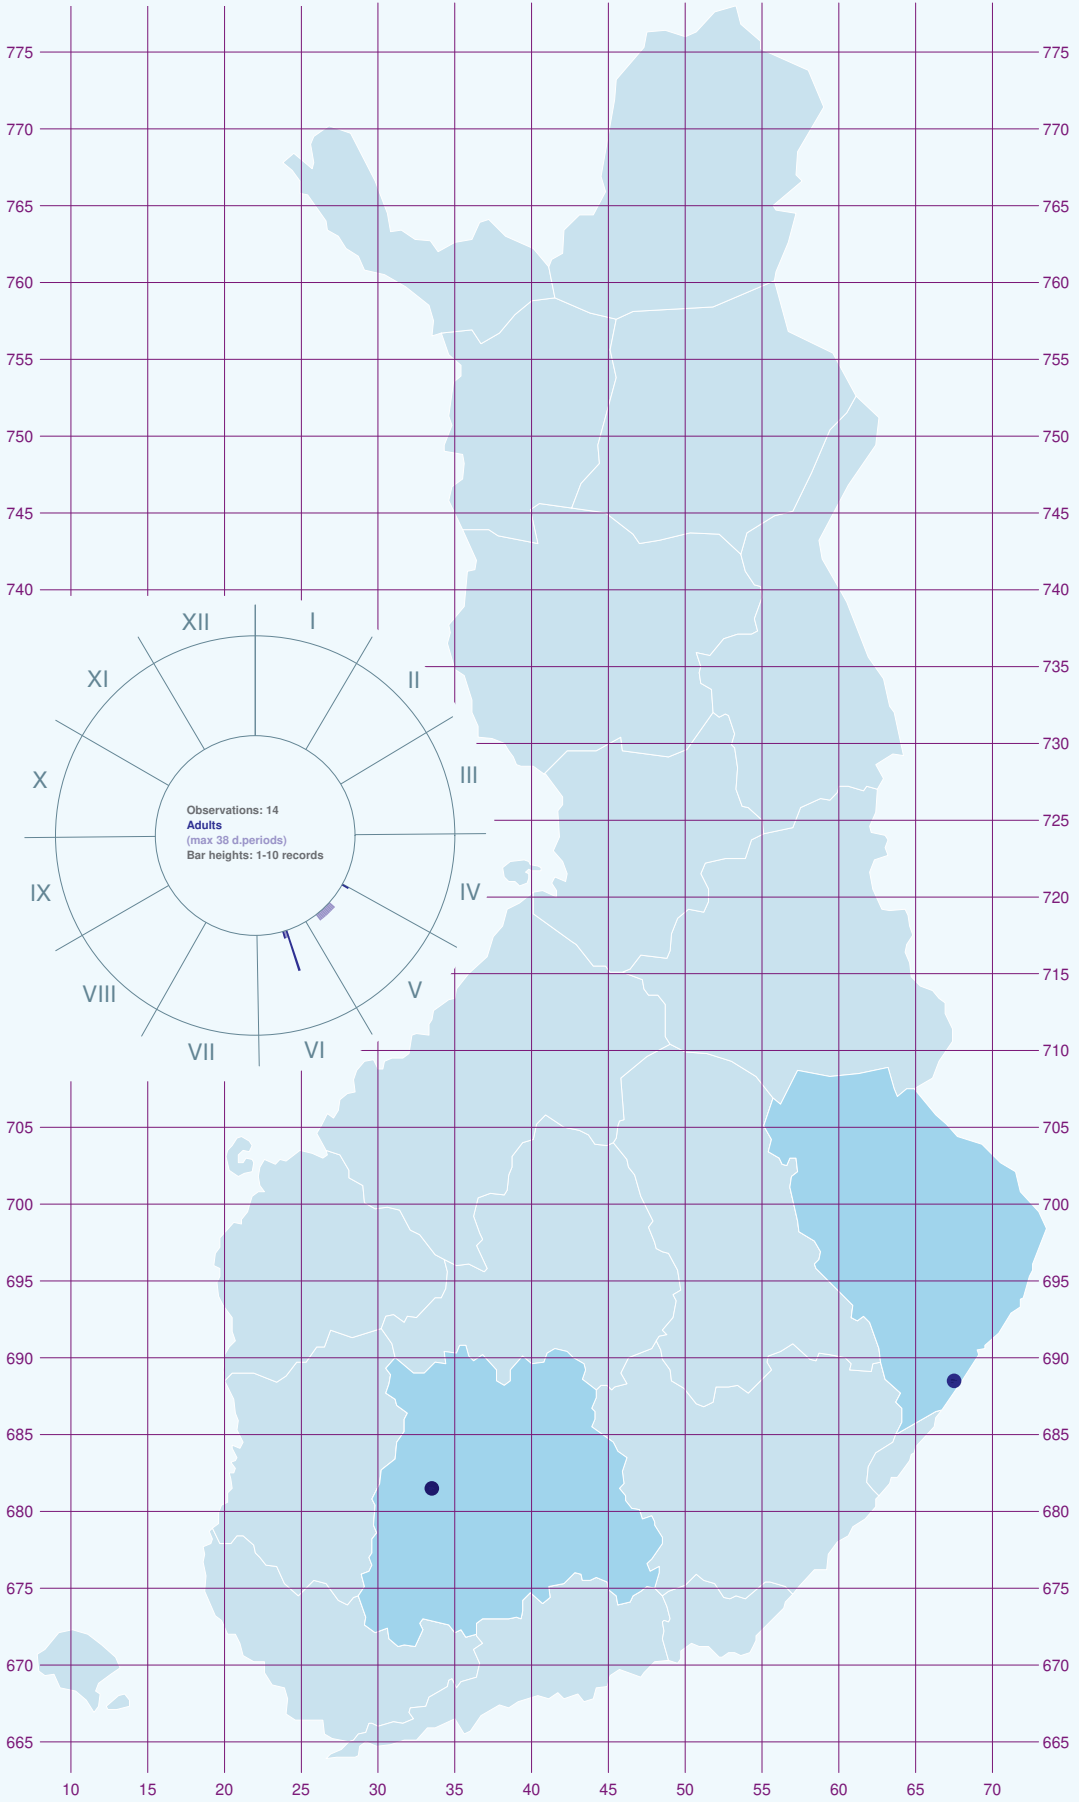 775 775
770 770
765 765
760 760
755 755
750 750
745 745
740 740
XII I
735
XI II
730
X III
Observations: 14
Adults
(max 38 d.periods)
Bar heights: 1-10 records
725
IX IV
720
VIII V
715
VII VI
710
705 705
700 700
695 695
690 690
685 685
680 680
675 675
670 670
665 665
10 15 20 25 30 35 40 45 50 55 60 65 70